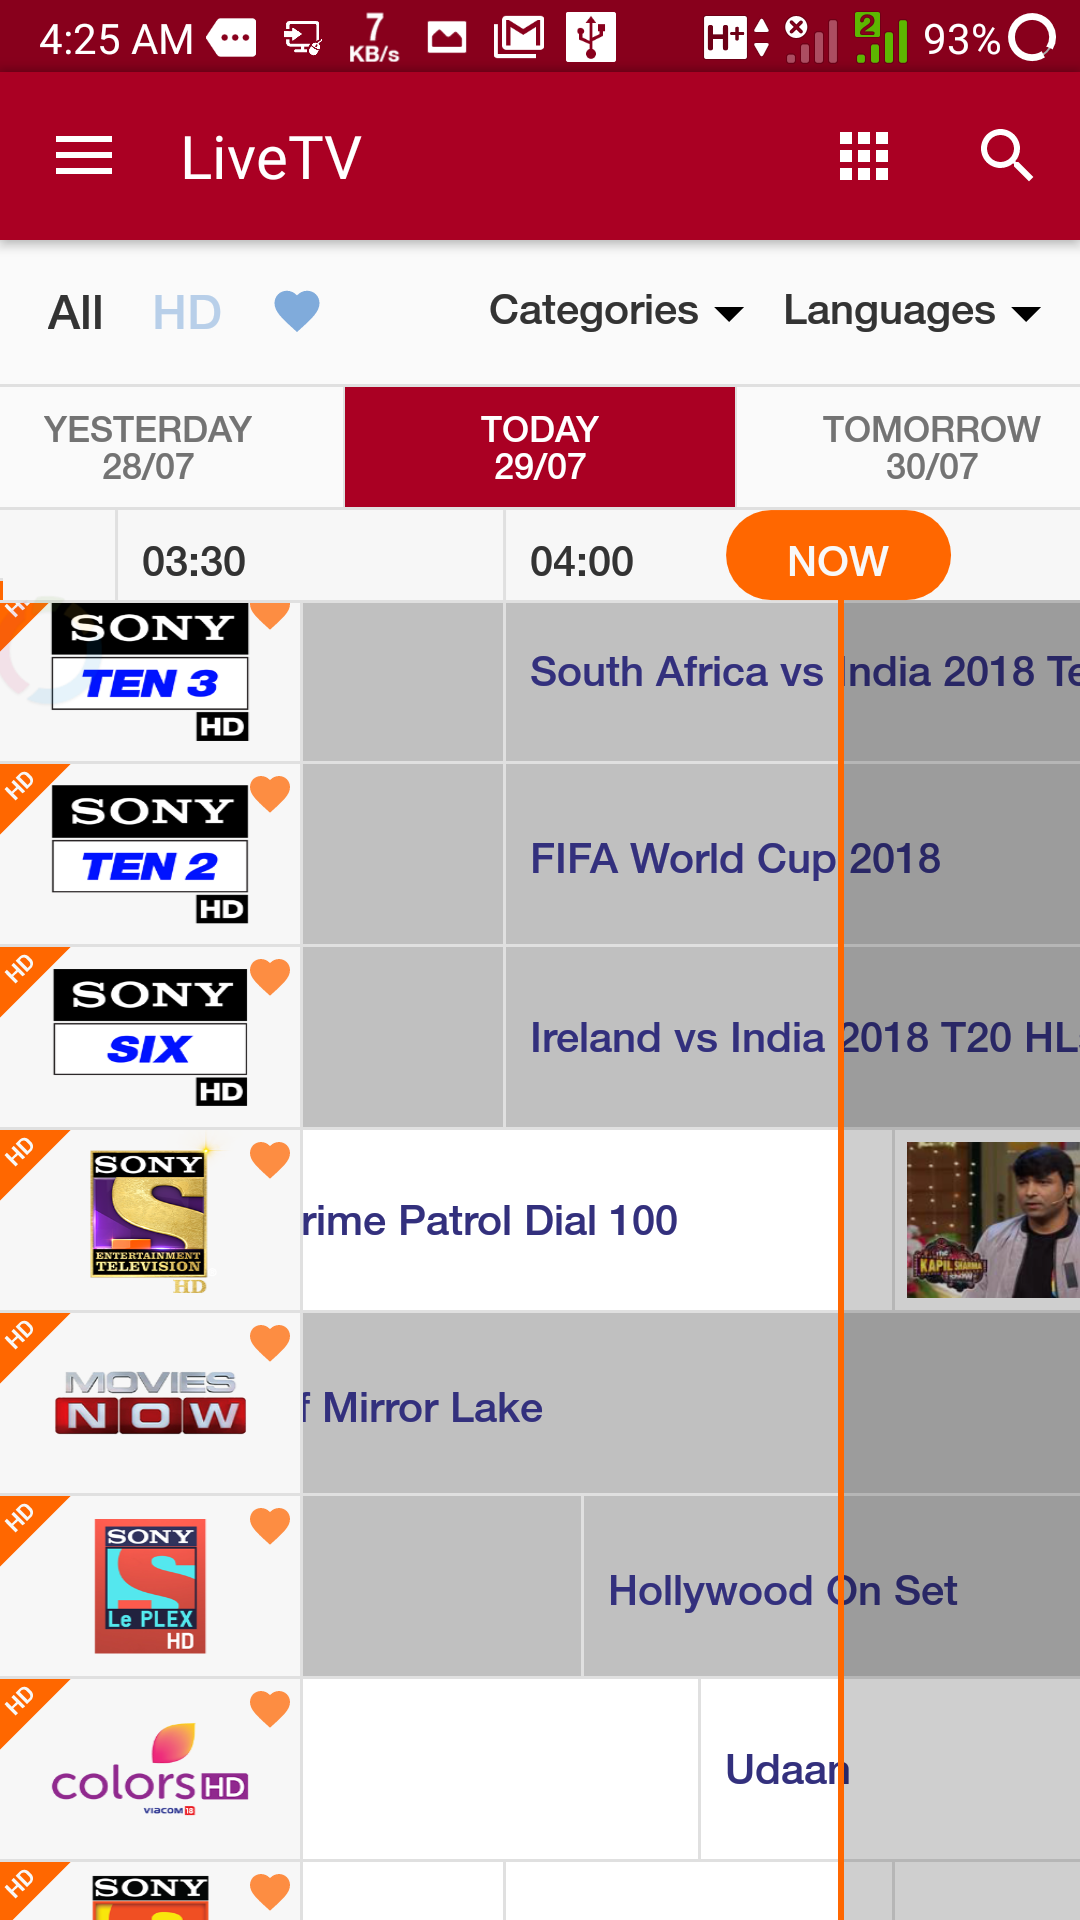 4:25 AM 7 KB/s H+ 2 93%
LiveTV
All HD Categories Languages
YESTERDAY 28/07
TODAY 29/07
TOMORROW 30/07
03:30 04:00 NOW
SONY TEN 3 HD
South Africa vs India 2018 Te
HD SONY TEN 2 HD
FIFA World Cup 2018
HD SONY SIX HD
Ireland vs India 2018 T20 HL
HD SONY ENTERTAINMENT TELEVISION HD
rime Patrol Dial 100
THE KAPIL SHARMA SHOW
HD MOVIES NOW
f Mirror Lake
HD SONY Le PLEX HD
Hollywood On Set
HD colors HD VIACOM 18
Udaan
HD SONY